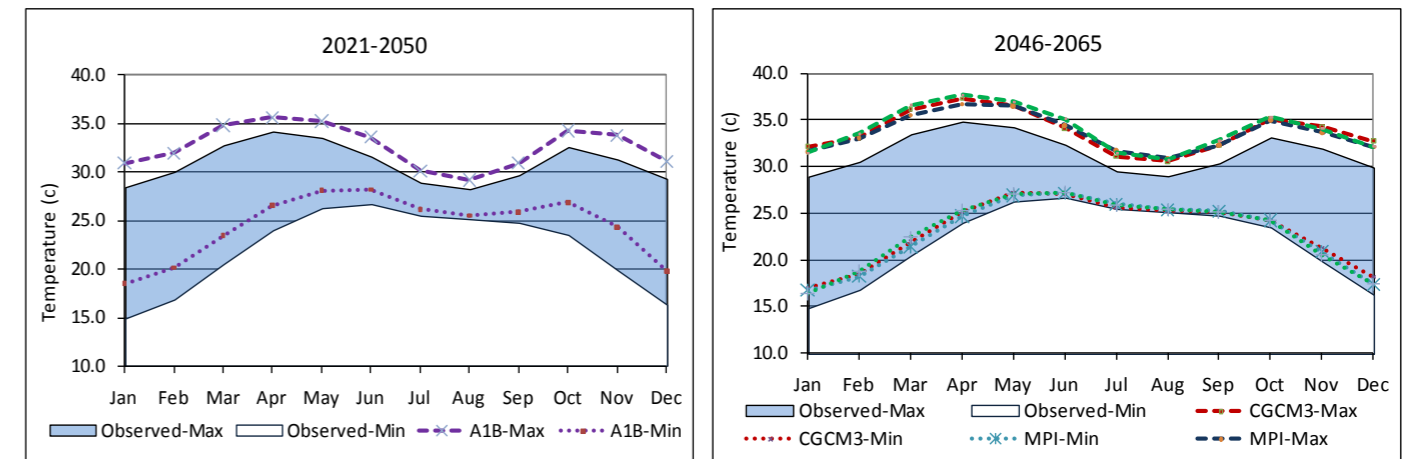 2021-2050
Temperature (c)
40.0
35.0
30.0
25.0
20.0
15.0
10.0
Jan Feb Mar Apr May Jun Jul Aug Sep Oct Nov Dec
Observed-Max Observed-Min A1B-Max A1B-Min
2046-2065
Temperature (c)
40.0
35.0
30.0
25.0
20.0
15.0
10.0
Jan Feb Mar Apr May Jun Jul Aug Sep Oct Nov Dec
Observed-Max Observed-Min CGCM3-Max
CGCM3-Min MPI-Min MPI-Max